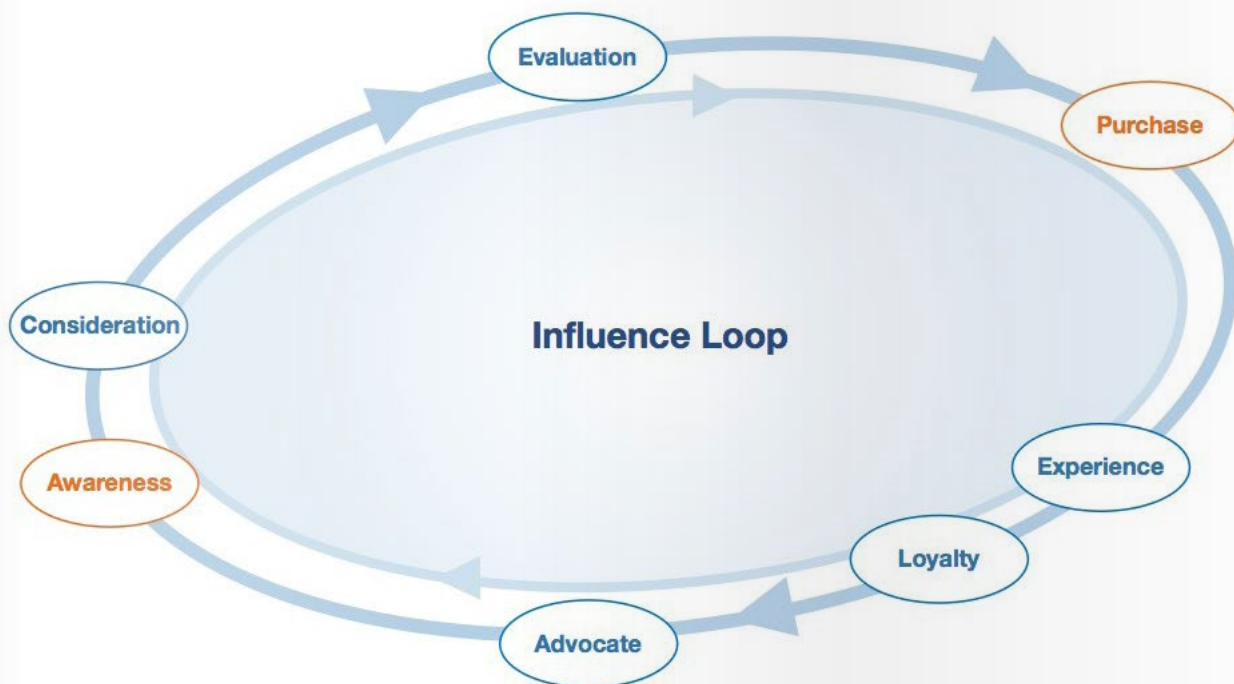 Evaluation
Purchase
Consideration
Influence Loop
Awareness
Experience
Loyalty
Advocate